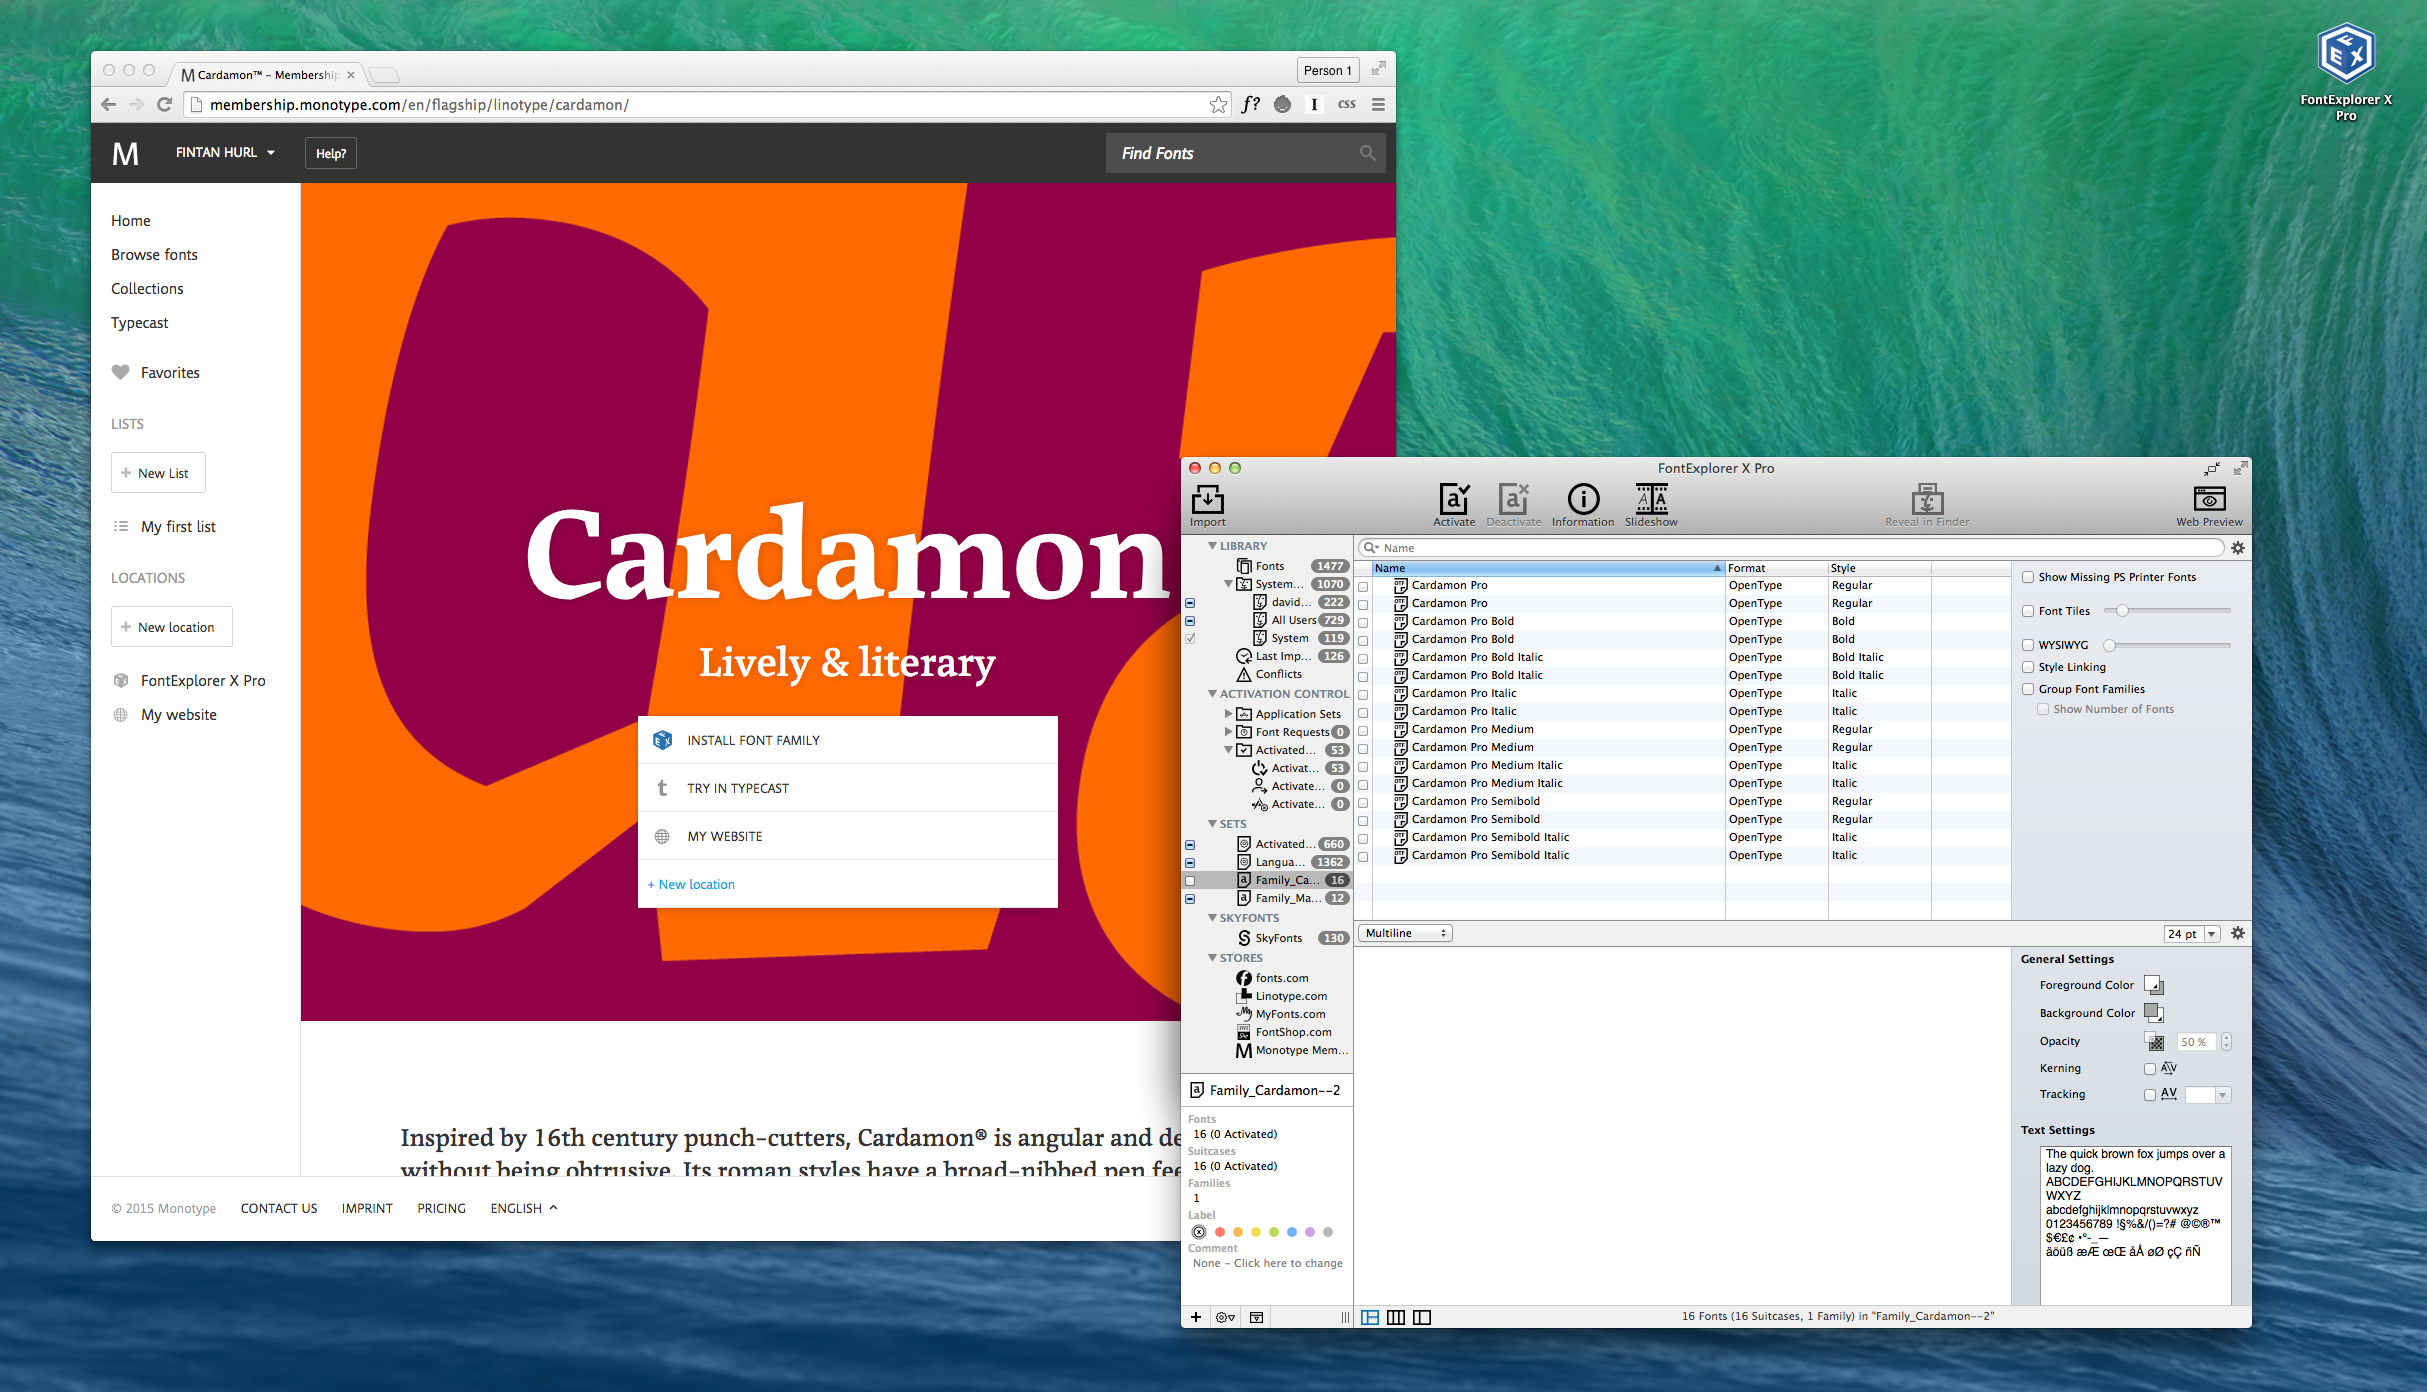 FontExplorer X
Pro
Cardamon™ – Membership
Person 1
membership.monotype.com/en/flagship/linotype/cardamon/
f?
I
css
M
FINTAN HURL
Help?
Find Fonts
Home
Browse fonts
Collections
Typecast
Favorites
LISTS
+ New List
My first list
LOCATIONS
+ New location
FontExplorer X Pro
My website
Cardamon
Lively & literary
INSTALL FONT FAMILY
t TRY IN TYPECAST
MY WEBSITE
+ New location
Inspired by 16th century punch-cutters, Cardamon® is angular and de
without being obtrusive. Its roman styles have a broad-nibbed pen fee
© 2015 Monotype CONTACT US IMPRINT PRICING ENGLISH
FontExplorer X Pro
Import
Activate
Deactivate
Information
Slideshow
Reveal in Finder
Web Preview
LIBRARY
Fonts 1477
System... 1070
david... 222
All Users 729
System 119
Last Imp... 126
Conflicts
ACTIVATION CONTROL
Application Sets
Font Requests 0
Activated... 53
Activat... 53
Activate... 0
Activate... 0
SETS
Activated... 660
Langua... 1362
Family_Ca... 16
Family_Ma... 12
SKYFONTS
SkyFonts 130
STORES
fonts.com
Linotype.com
MyFonts.com
FontShop.com
Monotype Mem...
Family_Cardamon--2
Fonts
16 (0 Activated)
Suitcases
16 (0 Activated)
Families
1
Label
Comment
None – Click here to change
Name
Name Format Style
Cardamon Pro OpenType Regular
Cardamon Pro OpenType Regular
Cardamon Pro Bold OpenType Bold
Cardamon Pro Bold OpenType Bold
Cardamon Pro Bold Italic OpenType Bold Italic
Cardamon Pro Bold Italic OpenType Bold Italic
Cardamon Pro Italic OpenType Italic
Cardamon Pro Italic OpenType Italic
Cardamon Pro Medium OpenType Regular
Cardamon Pro Medium OpenType Regular
Cardamon Pro Medium Italic OpenType Italic
Cardamon Pro Medium Italic OpenType Italic
Cardamon Pro Semibold OpenType Regular
Cardamon Pro Semibold OpenType Regular
Cardamon Pro Semibold Italic OpenType Italic
Cardamon Pro Semibold Italic OpenType Italic
Show Missing PS Printer Fonts
Font Tiles
WYSIWYG
Style Linking
Group Font Families
Show Number of Fonts
Multiline
24 pt
General Settings
Foreground Color
Background Color
Opacity 50 %
Kerning AV
Tracking AV
Text Settings
The quick brown fox jumps over a
lazy dog.
ABCDEFGHIJKLMNOPQRSTUV
WXYZ
abcdefghijklmnopqrstuvwxyz
0123456789 !§%&/()=?# @©®™
$€£¢ •°-_—
äöüß æÆ œŒ åÅ øØ çÇ ñÑ
16 Fonts (16 Suitcases, 1 Family) in "Family_Cardamon--2"